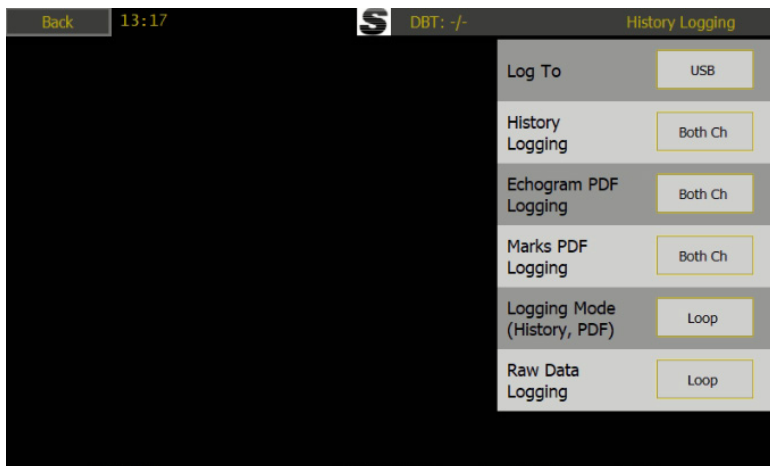 Back 13:17 S DBT: -/- History Logging
Log To USB
History
Logging Both Ch
Echogram PDF
Logging Both Ch
Marks PDF
Logging Both Ch
Logging Mode
(History, PDF) Loop
Raw Data
Logging Loop